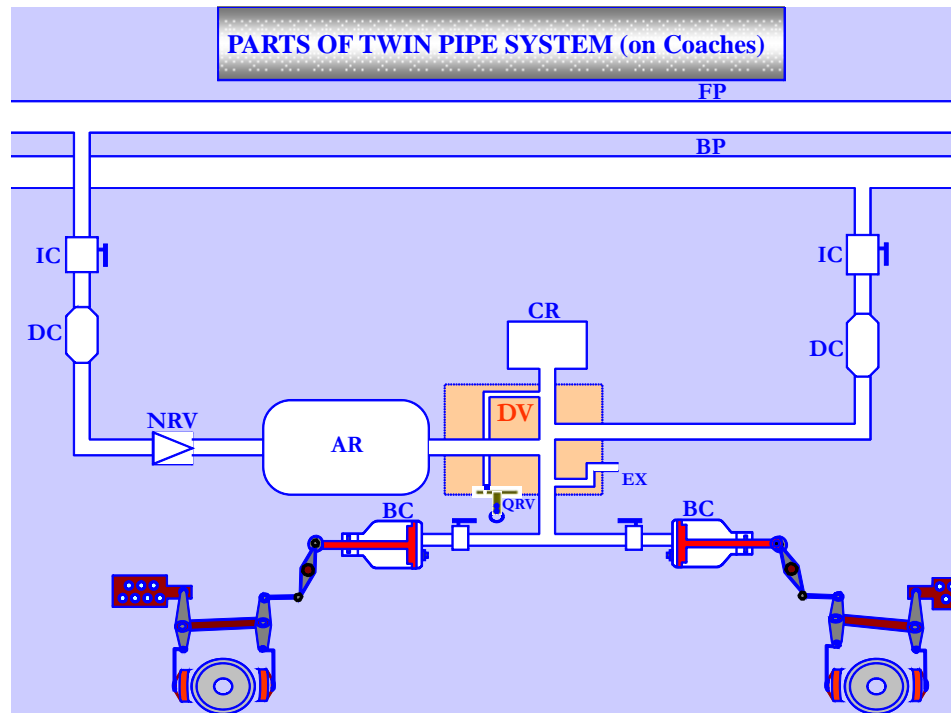 PARTS OF TWIN PIPE SYSTEM (on Coaches)
FP
BP
IC
IC
CR
DC
DC
DV
NRV
AR
EX
QRV
BC
BC